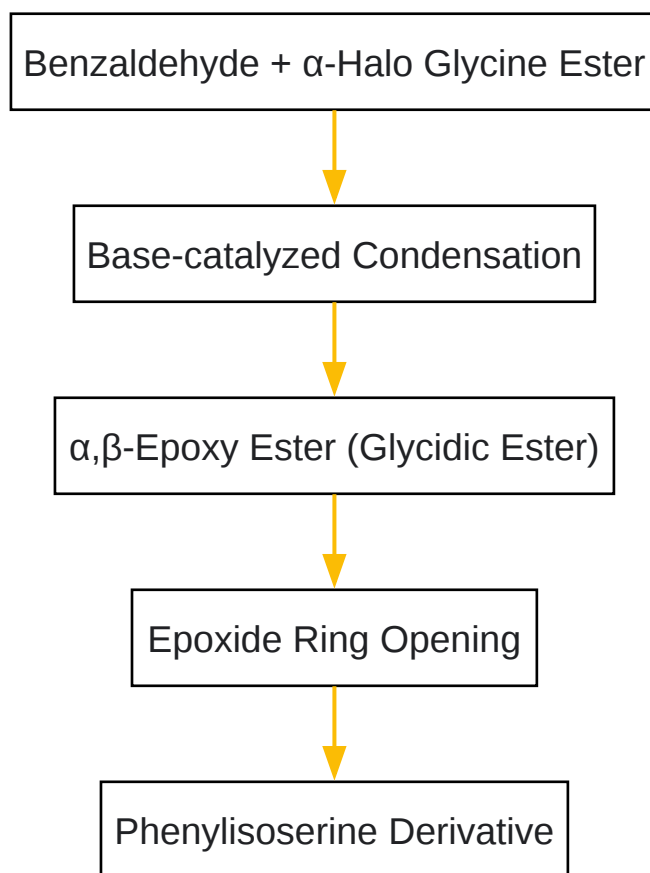 Benzaldehyde + α-Halo Glycine Ester
Base-catalyzed Condensation
α,β-Epoxy Ester (Glycidic Ester)
Epoxide Ring Opening
Phenylisoserine Derivative